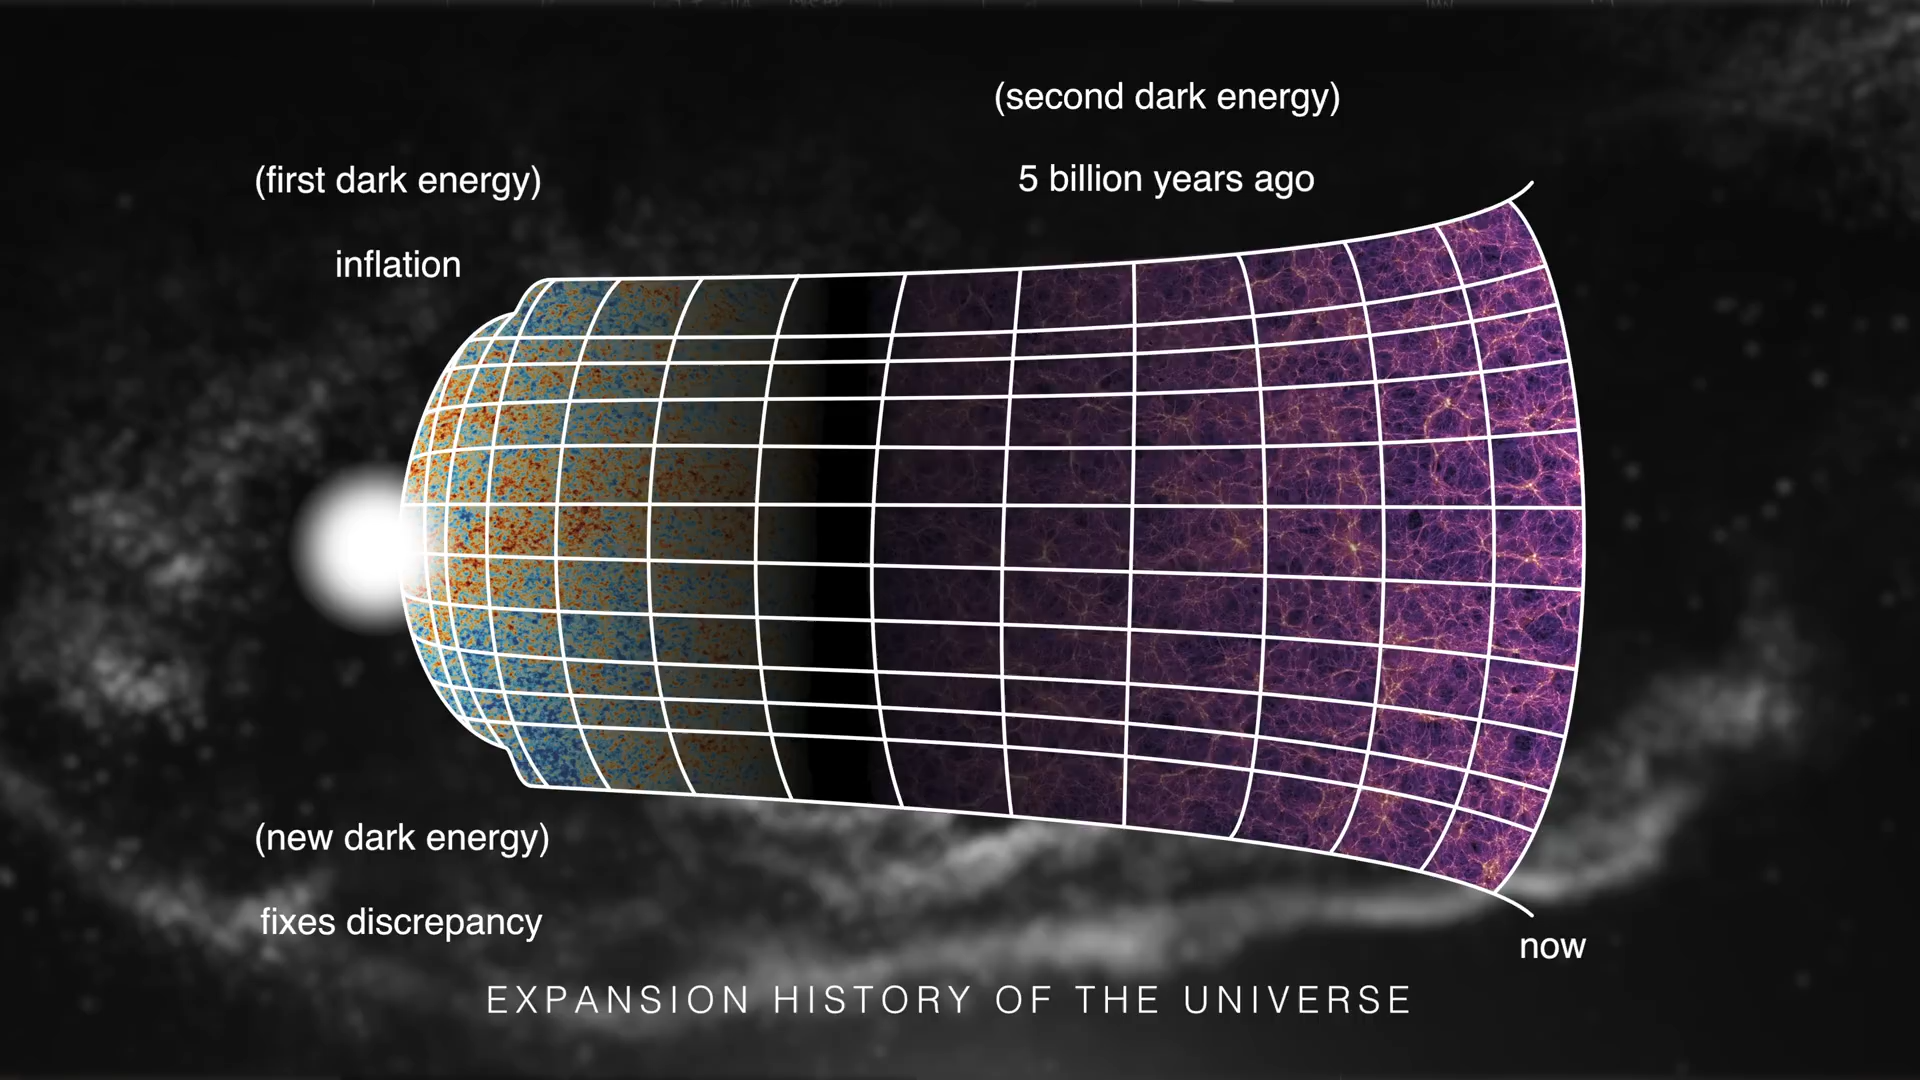 (second dark energy)
5 billion years ago
(first dark energy)
inflation
(new dark energy)
fixes discrepancy
now
EXPANSION HISTORY OF THE UNIVERSE